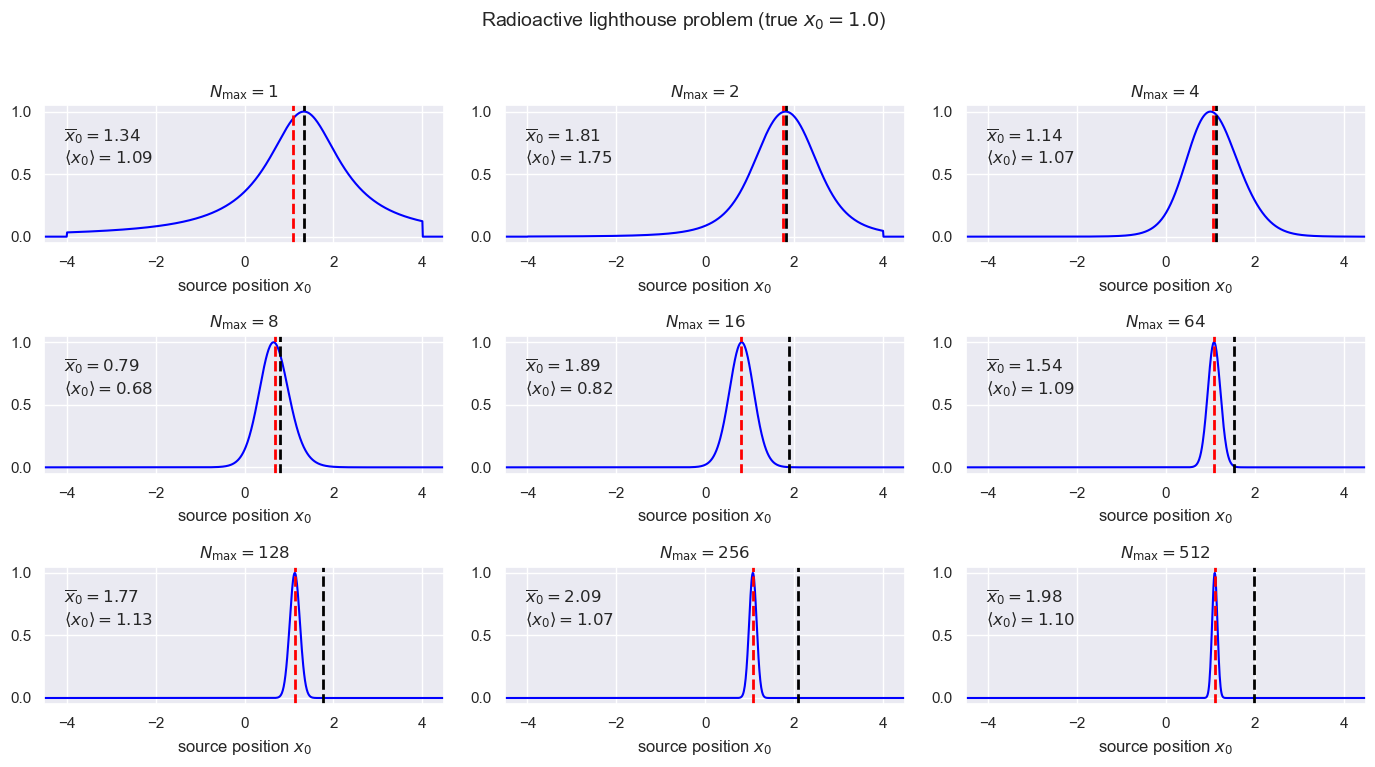 Radioactive lighthouse problem (true x₀ = 1.0)
N_max = 1
1.0
0.5
0.0
x̅₀ = 1.34
⟨x₀⟩ = 1.09
−4 −2 0 2 4
source position x₀
N_max = 2
1.0
0.5
0.0
x̅₀ = 1.81
⟨x₀⟩ = 1.75
−4 −2 0 2 4
source position x₀
N_max = 4
1.0
0.5
0.0
x̅₀ = 1.14
⟨x₀⟩ = 1.07
−4 −2 0 2 4
source position x₀
N_max = 8
1.0
0.5
0.0
x̅₀ = 0.79
⟨x₀⟩ = 0.68
−4 −2 0 2 4
source position x₀
N_max = 16
1.0
0.5
0.0
x̅₀ = 1.89
⟨x₀⟩ = 0.82
−4 −2 0 2 4
source position x₀
N_max = 64
1.0
0.5
0.0
x̅₀ = 1.54
⟨x₀⟩ = 1.09
−4 −2 0 2 4
source position x₀
N_max = 128
1.0
0.5
0.0
x̅₀ = 1.77
⟨x₀⟩ = 1.13
−4 −2 0 2 4
source position x₀
N_max = 256
1.0
0.5
0.0
x̅₀ = 2.09
⟨x₀⟩ = 1.07
−4 −2 0 2 4
source position x₀
N_max = 512
1.0
0.5
0.0
x̅₀ = 1.98
⟨x₀⟩ = 1.10
−4 −2 0 2 4
source position x₀